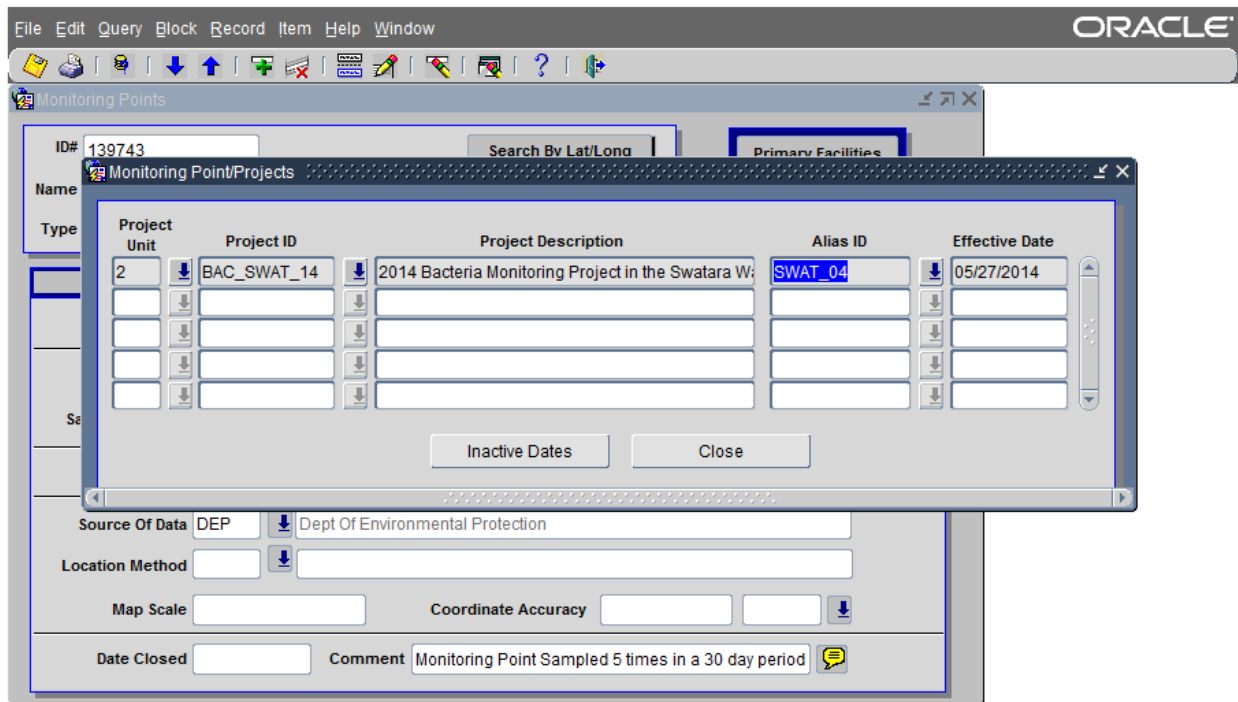 File Edit Query Block Record Item Help Window
ORACLE
Monitoring Points
ID# 139743
Search By Lat/Long
Primary Facilities
Name
Monitoring Point/Projects
Type
Project Unit
Project ID
Project Description
Alias ID
Effective Date
2 BAC_SWAT_14 2014 Bacteria Monitoring Project in the Swatara Wa SWAT_04 05/27/2014
Sa
Inactive Dates
Close
Source Of Data DEP Dept Of Environmental Protection
Location Method
Map Scale
Coordinate Accuracy
Date Closed
Comment Monitoring Point Sampled 5 times in a 30 day period